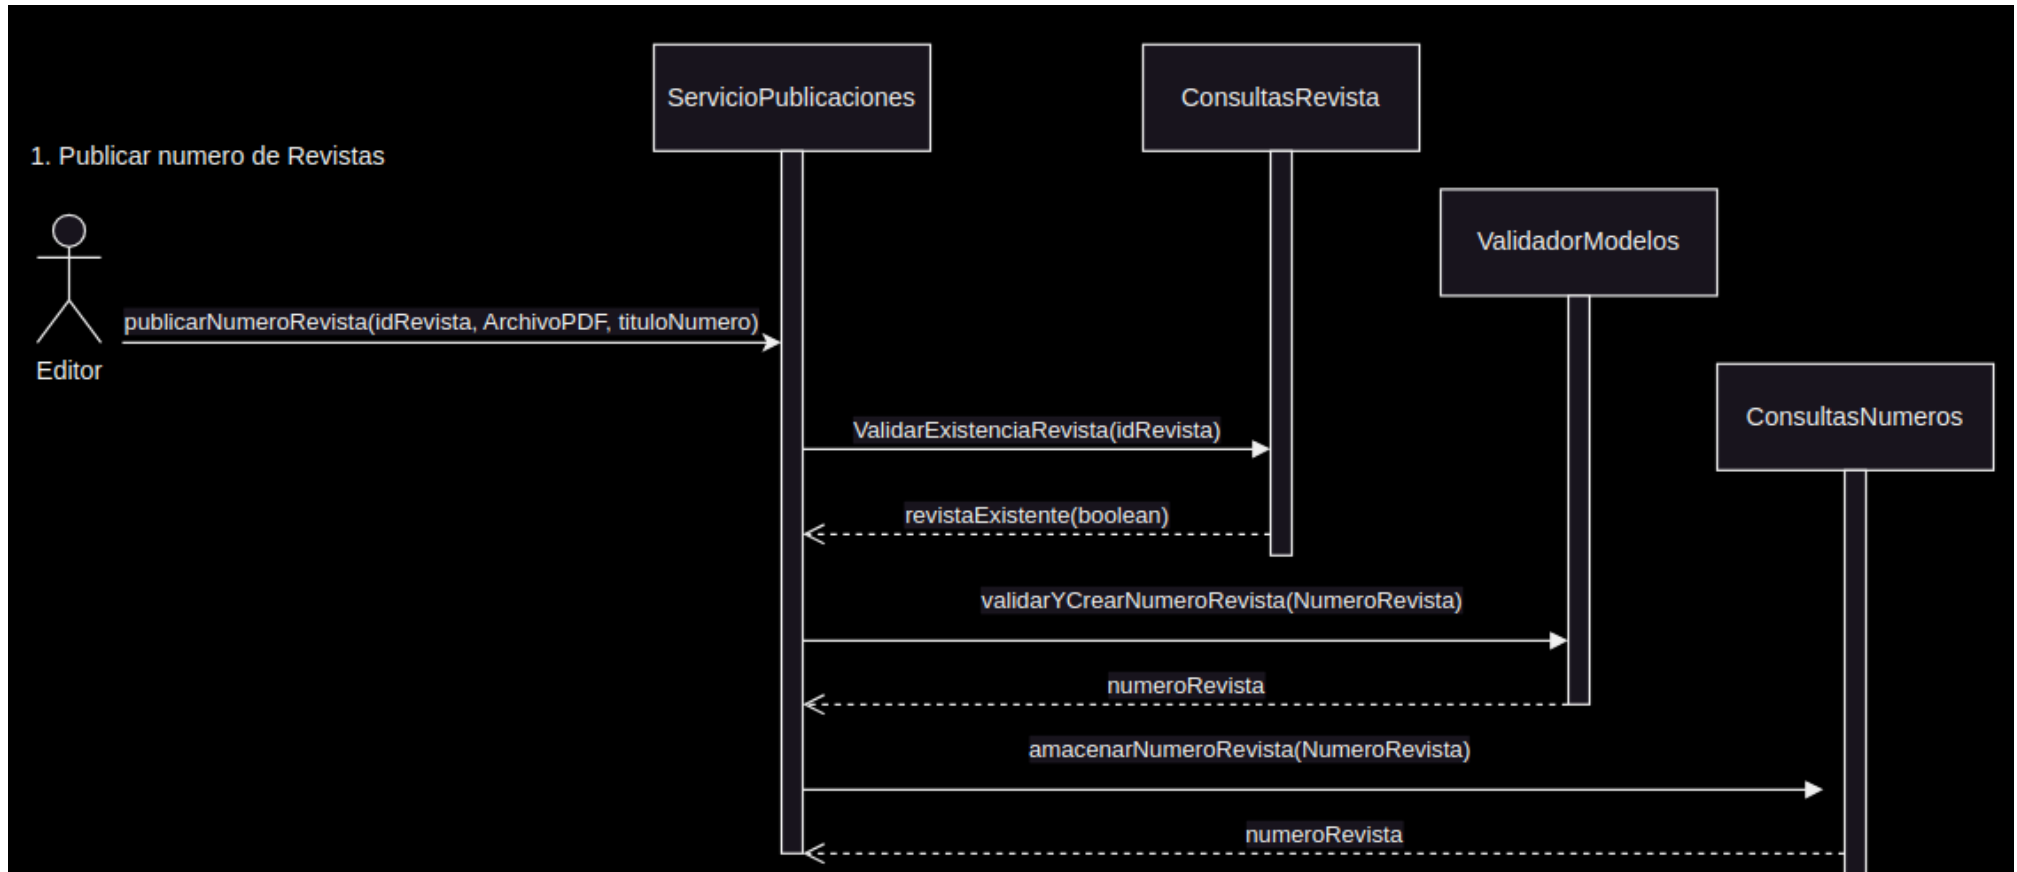 ServicioPublicaciones
ConsultasRevista
1. Publicar numero de Revistas
ValidadorModelos
publicarNumeroRevista(idRevista, ArchivoPDF, tituloNumero)
Editor
ConsultasNumeros
ValidarExistenciaRevista(idRevista)
revistaExistente(boolean)
validarYCrearNumeroRevista(NumeroRevista)
numeroRevista
amacenarNumeroRevista(NumeroRevista)
numeroRevista